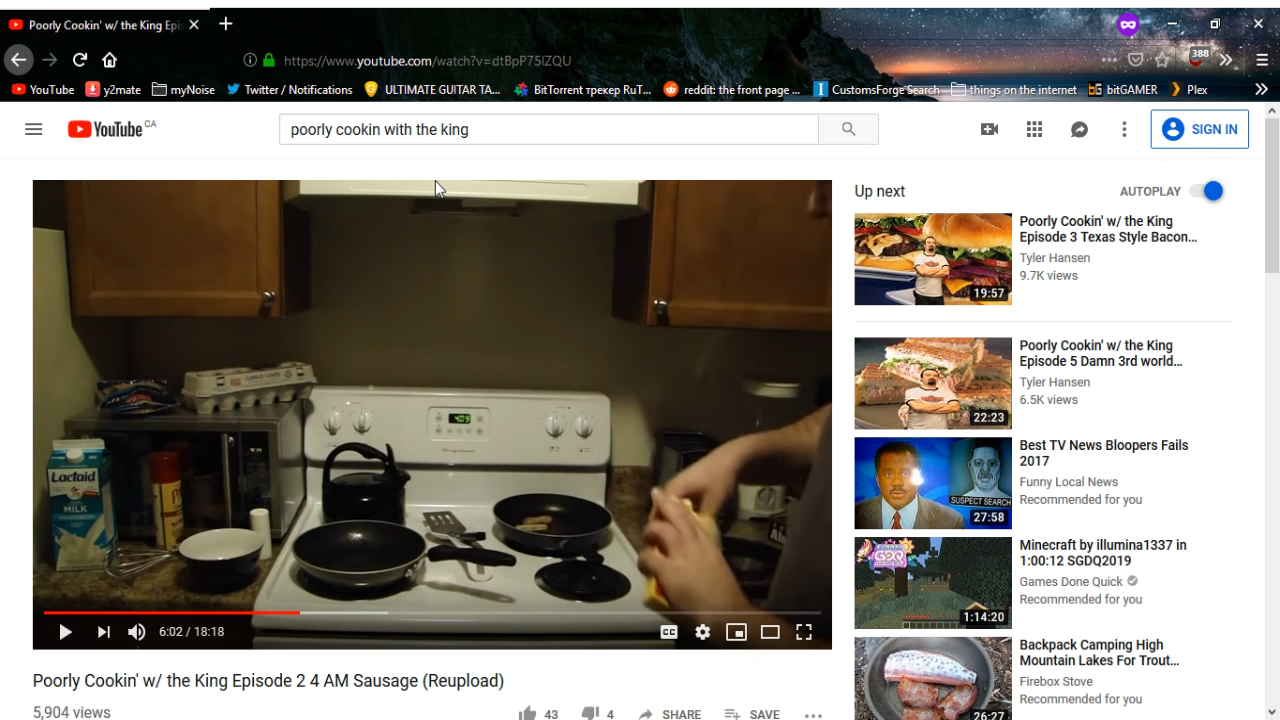 Poorly Cookin' w/ the King Epi
https://www.youtube.com/watch?v=dtBpP75lZQU
388
YouTube
y2mate
myNoise
Twitter / Notifications
ULTIMATE GUITAR TA...
BitTorrent трекер RuT...
reddit: the front page ...
CustomsForge Search
things on the internet
bitGAMER
Plex
YouTube CA
poorly cookin with the king
SIGN IN
Up next
AUTOPLAY
Poorly Cookin' w/ the King
Episode 3 Texas Style Bacon...
Tyler Hansen
9.7K views
19:57
Poorly Cookin' w/ the King
Episode 5 Damn 3rd world...
Tyler Hansen
6.5K views
22:23
Best TV News Bloopers Fails
2017
Funny Local News
Recommended for you
SUSPECT SEARCH
27:58
Minecraft by illumina1337 in
1:00:12 SGDQ2019
Games Done Quick
Recommended for you
1:14:20
Backpack Camping High
Mountain Lakes For Trout...
Firebox Stove
Recommended for you
26:27
Lactaid
MILK
4:09
6:02 / 18:18
CC
Poorly Cookin' w/ the King Episode 2 4 AM Sausage (Reupload)
5,904 views
43
4
SHARE
SAVE